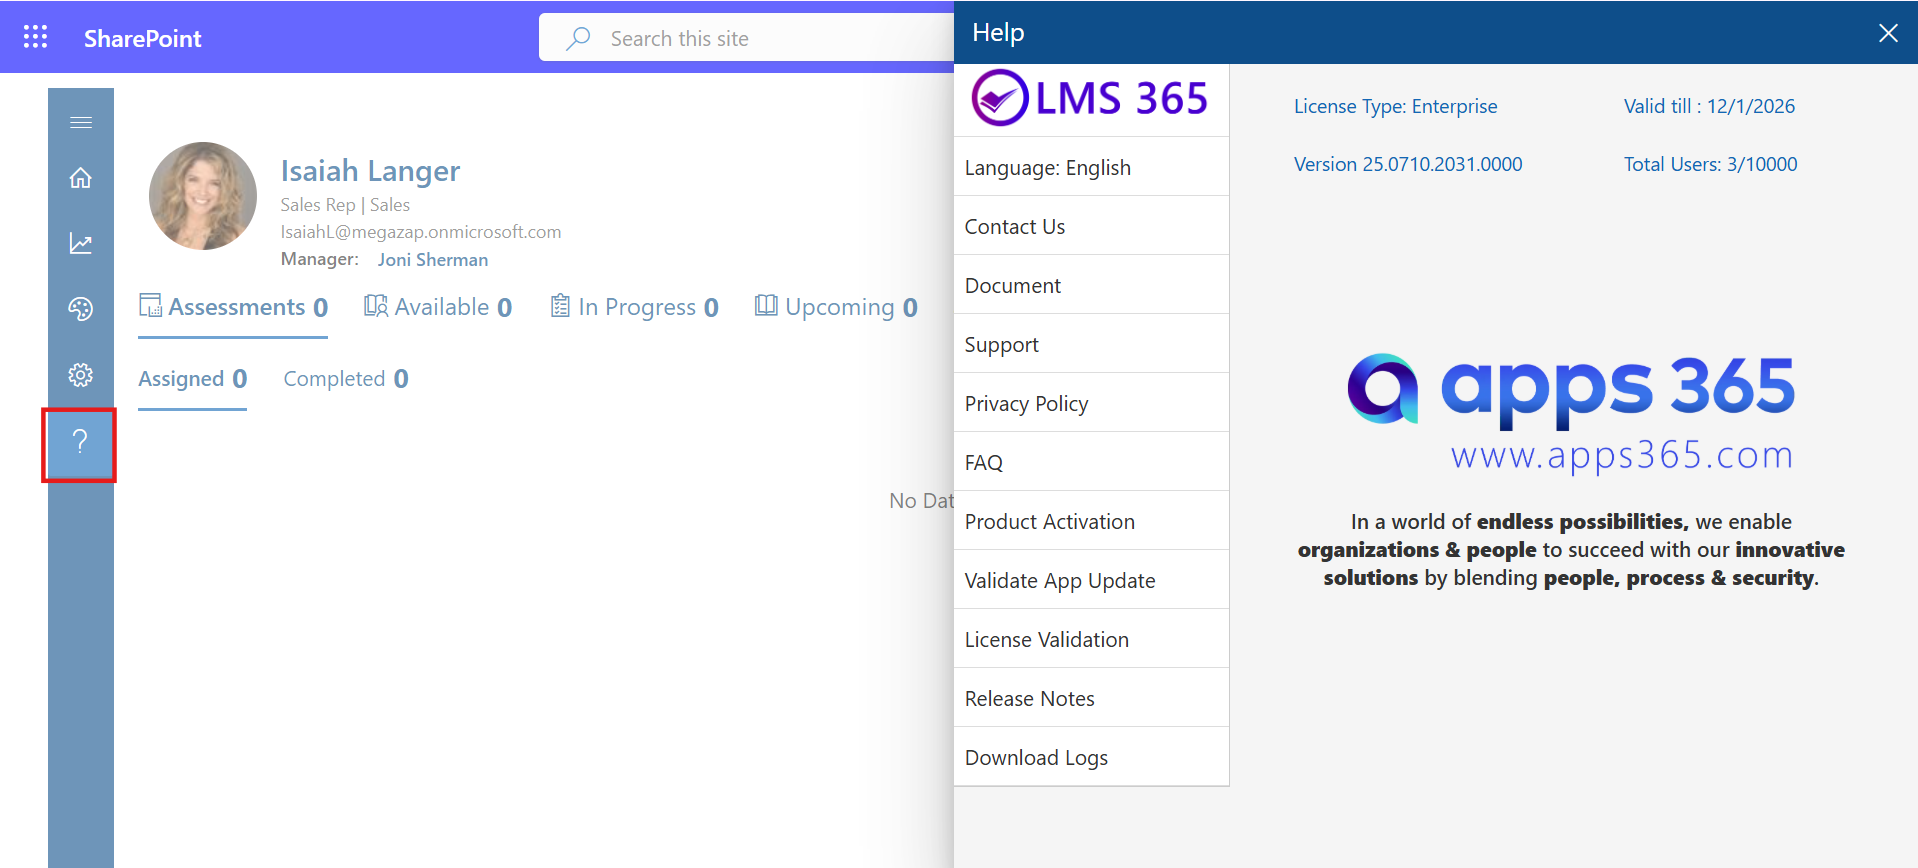 SharePoint
Search this site
Isaiah Langer
Sales Rep | Sales
IsaiahL@megazap.onmicrosoft.com
Manager: Joni Sherman
Assessments 0 Available 0 In Progress 0 Upcoming 0
Assigned 0 Completed 0
No Dat
?
Help
LMS 365
Language: English
Contact Us
Document
Support
Privacy Policy
FAQ
Product Activation
Validate App Update
License Validation
Release Notes
Download Logs
License Type: Enterprise Valid till : 12/1/2026
Version 25.0710.2031.0000 Total Users: 3/10000
apps 365
www.apps365.com
In a world of endless possibilities, we enable
organizations & people to succeed with our innovative
solutions by blending people, process & security.